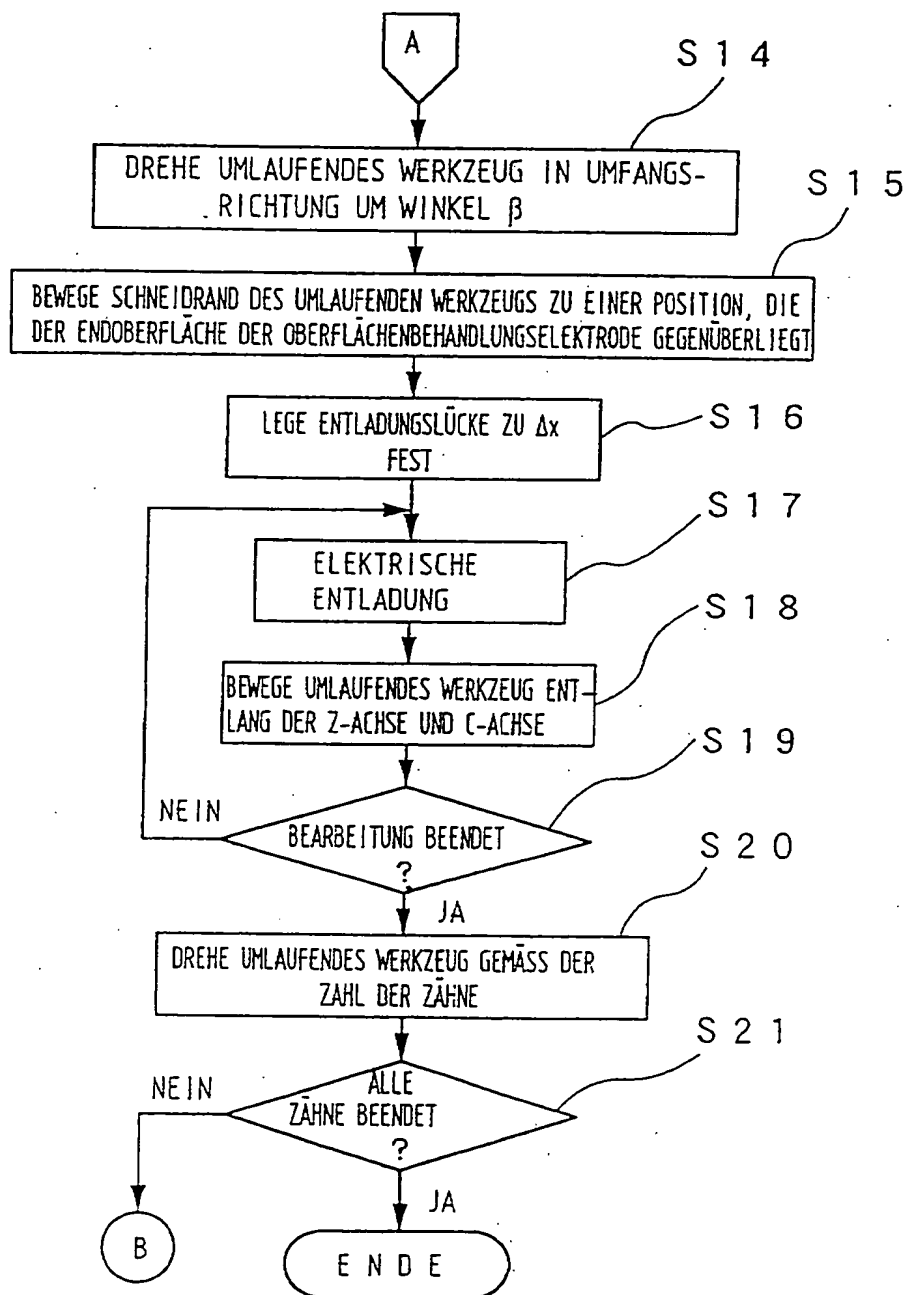 A
S14
DREHE UMLAUFENDES WERKZEUG IN UMFANGS-
RICHTUNG UM WINKEL β
S15
BEWEGE SCHNEIDRAND DES UMLAUFENDEN WERKZEUGS ZU EINER POSITION, DIE
DER ENDOBERFLÄCHE DER OBERFLÄCHENBEHANDLUNGSELEKTRODE GEGENÜBERLIEGT
S16
LEGE ENTLADUNGSLÜCKE ZU Δx
FEST
S17
ELEKTRISCHE
ENTLADUNG
S18
BEWEGE UMLAUFENDES WERKZEUG ENT-
LANG DER Z-ACHSE UND C-ACHSE
S19
NEIN
BEARBEITUNG BEENDET
?
JA
S20
DREHE UMLAUFENDES WERKZEUG GEMÄSS DER
ZAHL DER ZÄHNE
S21
NEIN
ALLE
ZÄHNE BEENDET
?
JA
B
ENDE